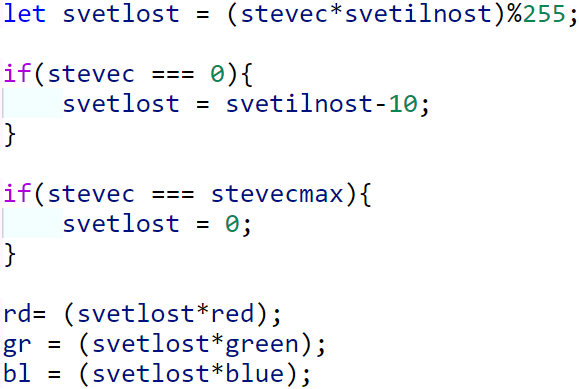 let svetlost = (stevec*svetilnost)%255;
if(stevec === 0){
svetlost = svetilnost-10;
}
if(stevec === stevecmax){
svetlost = 0;
}
rd= (svetlost*red);
gr = (svetlost*green);
bl = (svetlost*blue);